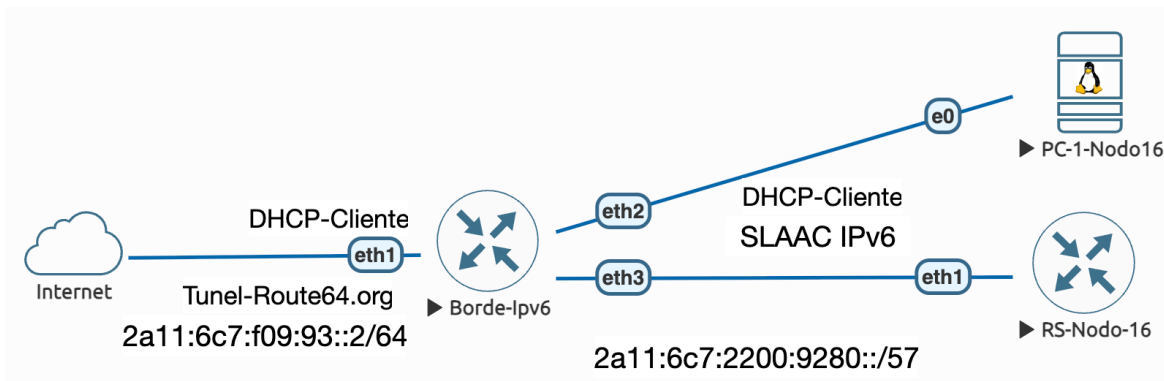 e0
PC-1-Nodo16
DHCP-Cliente
eth2
DHCP-Cliente
SLAAC IPv6
eth1
Internet
Tunel-Route64.org
Borde-Ipv6
eth3
eth1
2a11:6c7:f09:93::2/64
RS-Nodo-16
2a11:6c7:2200:9280::/57